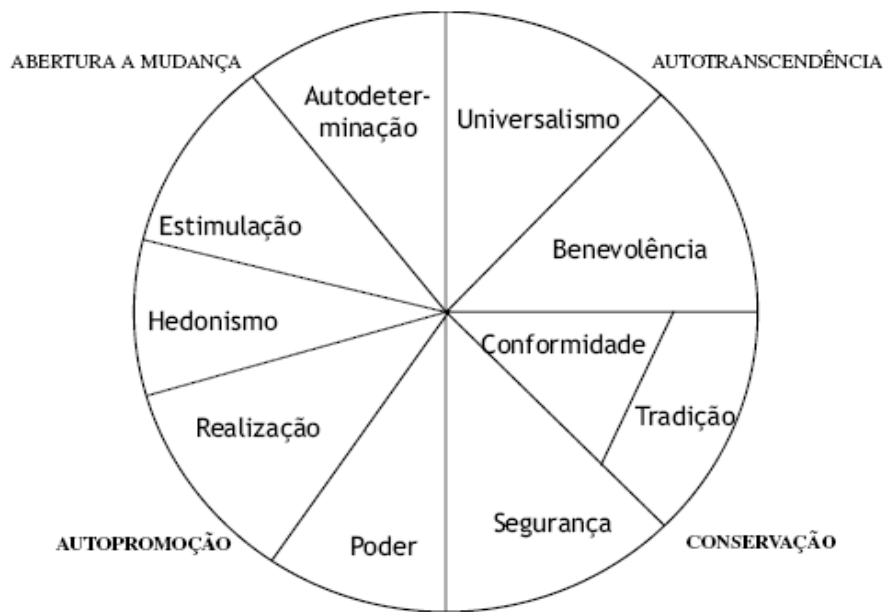 ABERTURA A MUDANÇA
AUTOTRANSCENDÊNCIA
Autodeter-
minação
Universalismo
Estimulação
Benevolência
Hedonismo
Conformidade
Tradição
Realização
Segurança
Poder
AUTOPROMOÇÃO
CONSERVAÇÃO